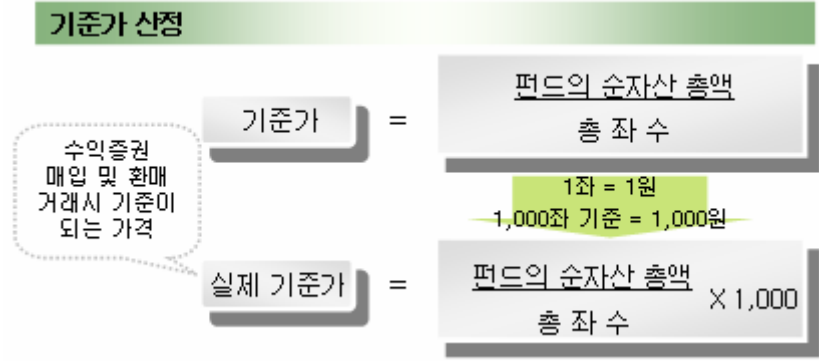 기준가 산정
기준가
=
펀드의 순자산 총액
총 좌 수
수익증권
매입 및 환매
거래시 기준이
되는 가격
1좌 = 1원
1,000좌 기준 = 1,000원
실제 기준가
=
펀드의 순자산 총액
총 좌 수
X 1,000